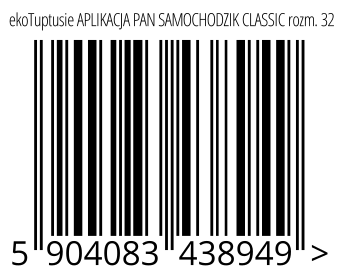 ekoTuptusie APLIKACJA PAN SAMOCHODZIK CLASSIC rozm. 32
5 904083 438949 >